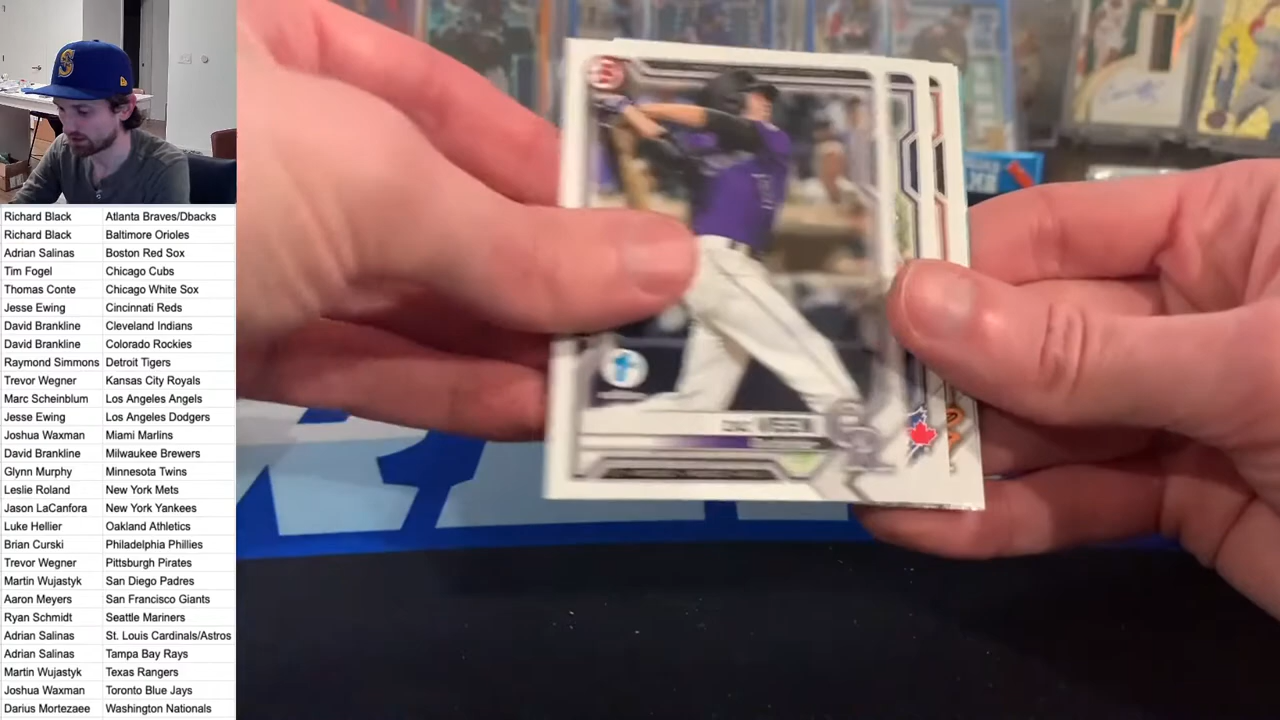 S
Richard Black Atlanta Braves/Dbacks
Richard Black Baltimore Orioles
Adrian Salinas Boston Red Sox
Tim Fogel Chicago Cubs
Thomas Conte Chicago White Sox
Jesse Ewing Cincinnati Reds
David Brankline Cleveland Indians
David Brankline Colorado Rockies
Raymond Simmons Detroit Tigers
Trevor Wegner Kansas City Royals
Marc Scheinblum Los Angeles Angels
Jesse Ewing Los Angeles Dodgers
Joshua Waxman Miami Marlins
David Brankline Milwaukee Brewers
Glynn Murphy Minnesota Twins
Leslie Roland New York Mets
Jason LaCanfora New York Yankees
Luke Hellier Oakland Athletics
Brian Curski Philadelphia Phillies
Trevor Wegner Pittsburgh Pirates
Martin Wujastyk San Diego Padres
Aaron Meyers San Francisco Giants
Ryan Schmidt Seattle Mariners
Adrian Salinas St. Louis Cardinals/Astros
Adrian Salinas Tampa Bay Rays
Martin Wujastyk Texas Rangers
Joshua Waxman Toronto Blue Jays
Darius Mortezaee Washington Nationals